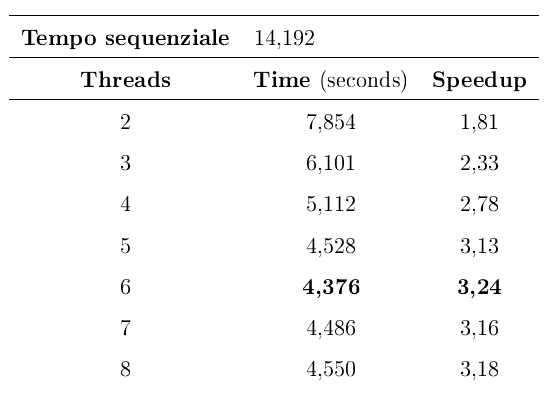 Tempo sequenziale 14,192
Threads Time (seconds) Speedup
2 7,854 1,81
3 6,101 2,33
4 5,112 2,78
5 4,528 3,13
6 4,376 3,24
7 4,486 3,16
8 4,550 3,18